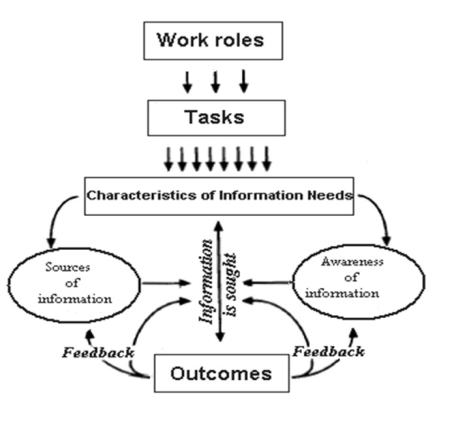 Work roles
Tasks
Characteristics of Information Needs
Sources
of
information
Information
is sought
Awareness
of
information
Feedback
Feedback
Outcomes